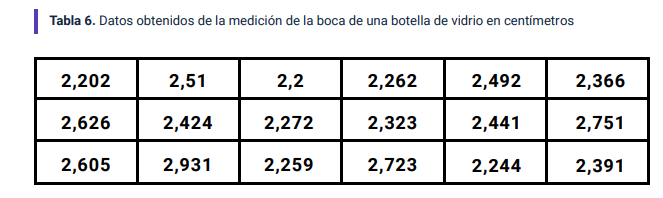 Tabla 6. Datos obtenidos de la medición de la boca de una botella de vidrio en centímetros
2,202 2,51 2,2 2,262 2,492 2,366
2,626 2,424 2,272 2,323 2,441 2,751
2,605 2,931 2,259 2,723 2,244 2,391